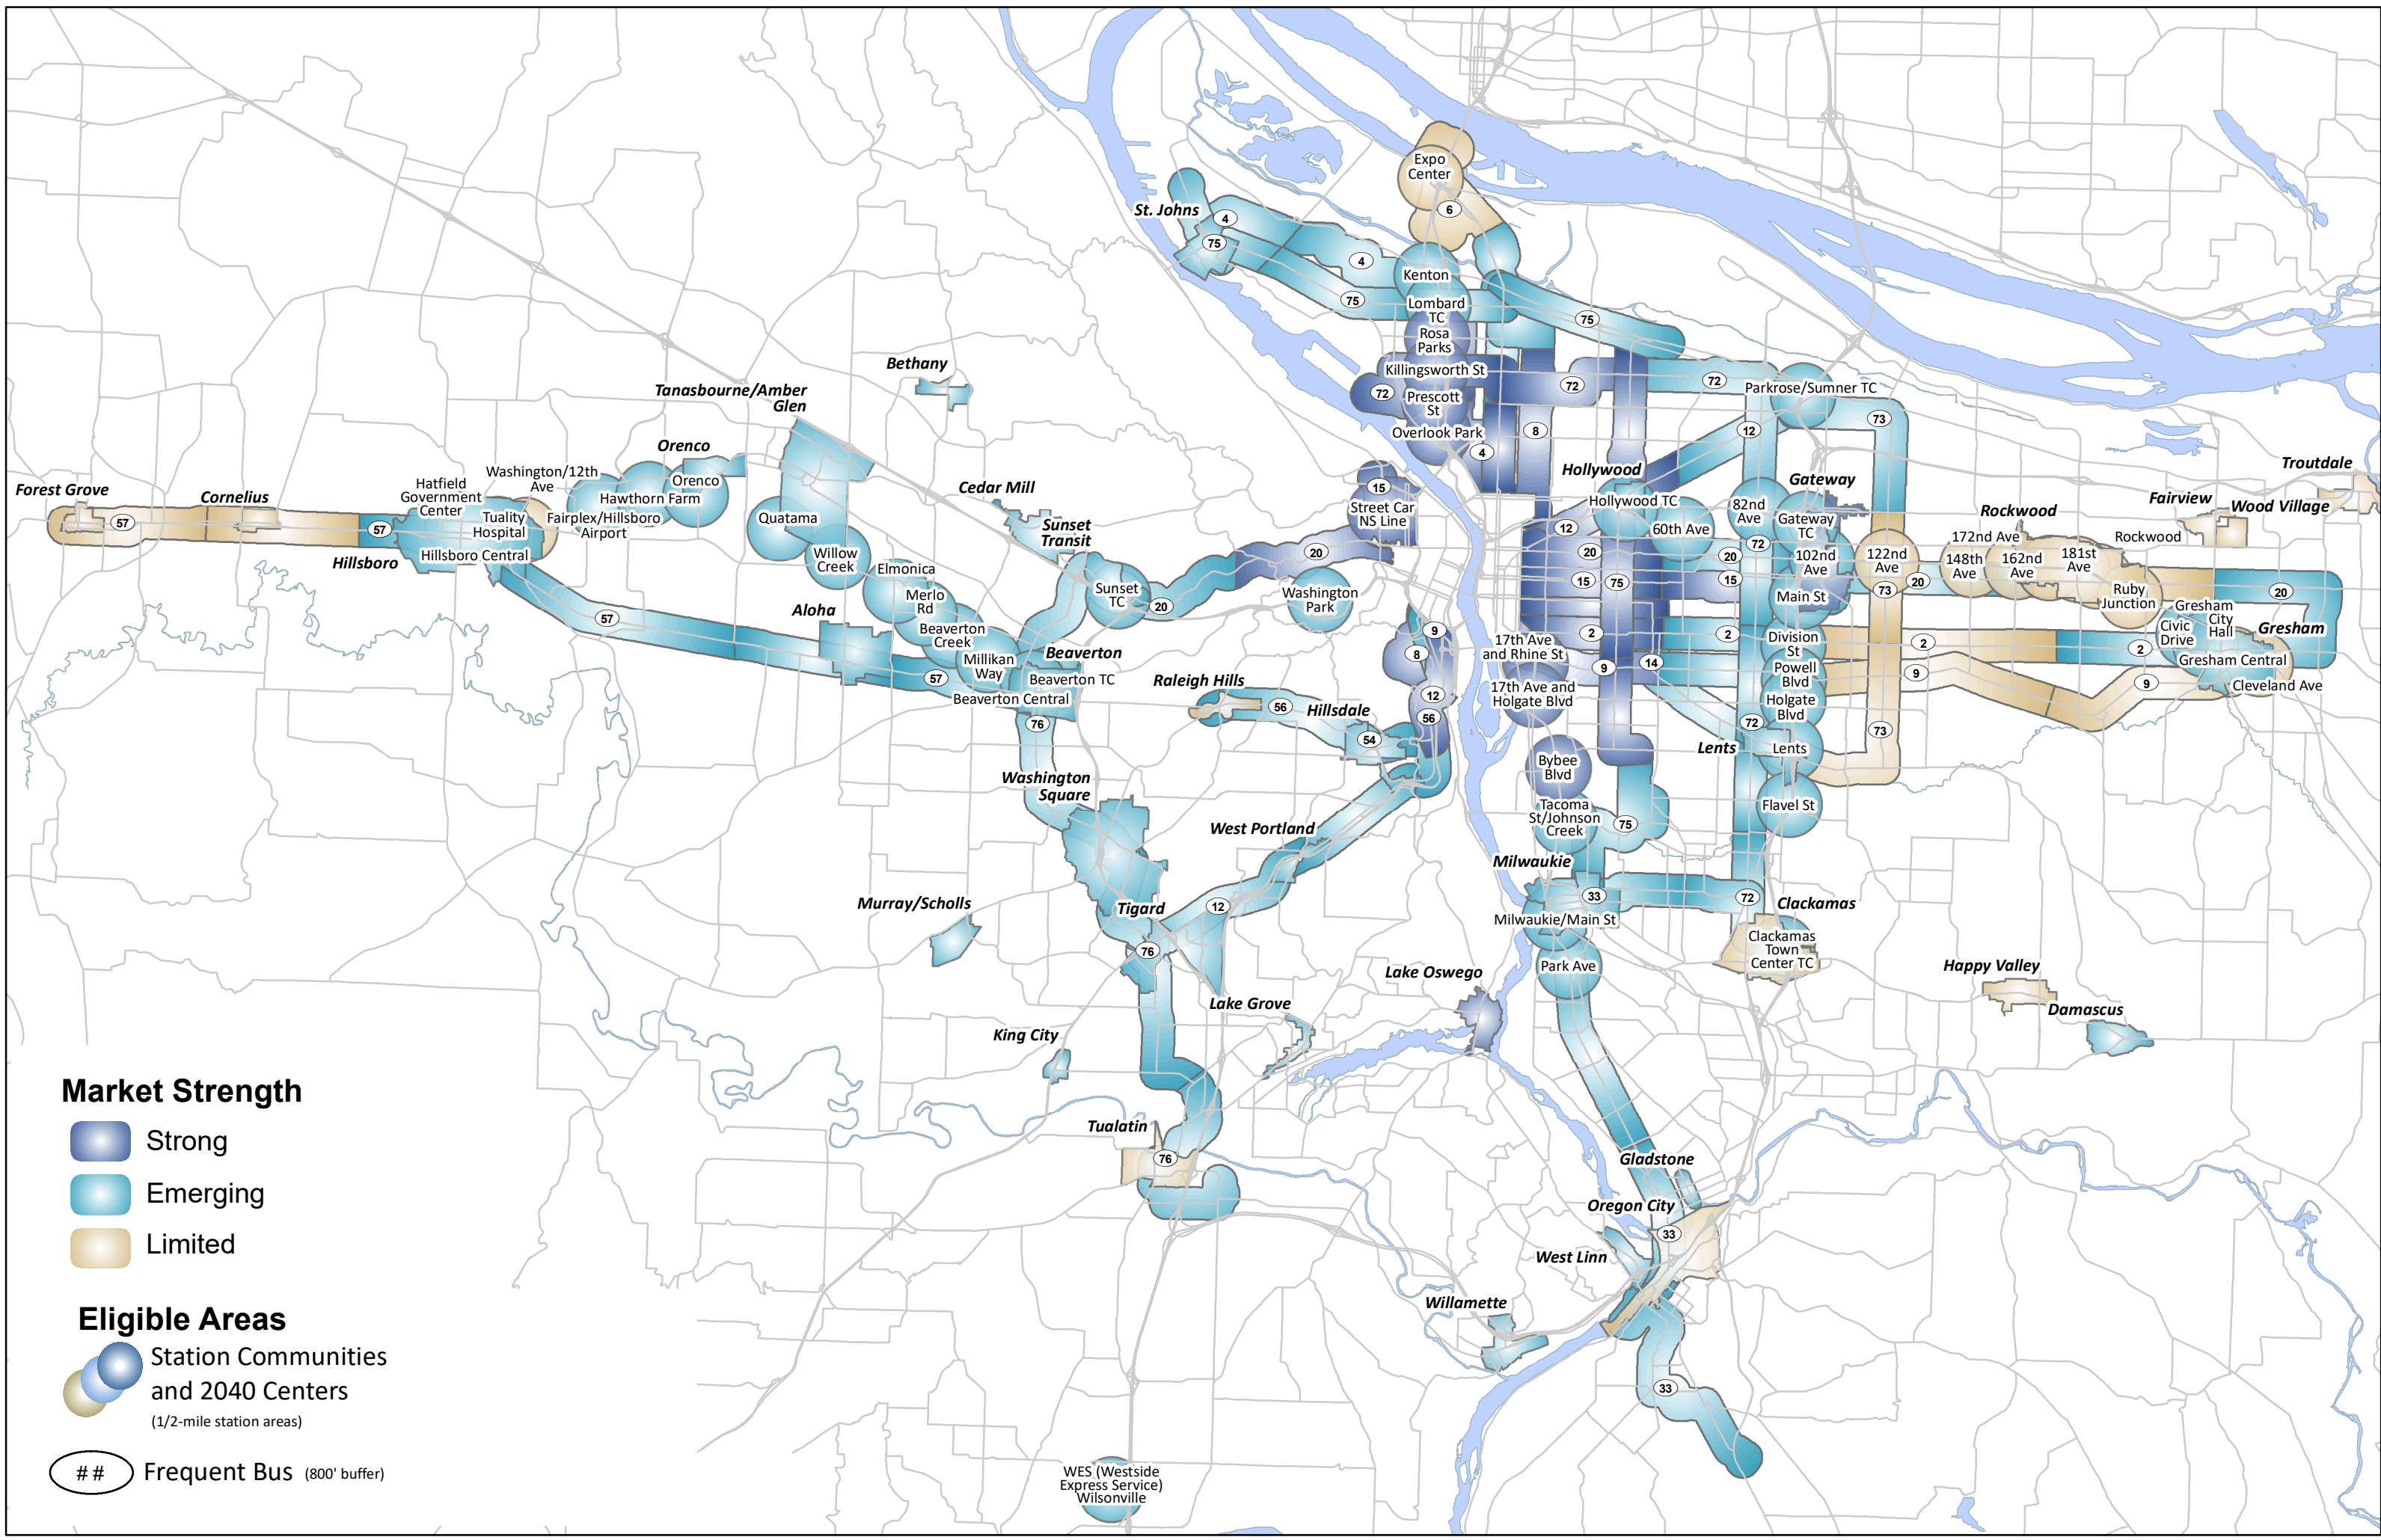 Expo
Center
6
St. Johns
4
75
4
75
Kenton
Lombard
TC
75
Rosa
Parks
Killingsworth St
72
Prescott
St
72
72
Parkrose/Sumner TC
Overlook Park
4
8
12
73
Bethany
Tanasbourne/Amber
Glen
Orenco
Orenco
Washington/12th
Ave
Hawthorn Farm
Fairplex/Hillsboro
Airport
Hatfield
Government
Center
Tuality
Hospital
Hillsboro Central
Hillsboro
Forest Grove
57
Cornelius
57
Quatama
Willow
Creek
Cedar Mill
Sunset
Transit
Sunset
TC
20
20
15
Street Car
NS Line
Washington
Park
Hollywood
Hollywood TC
60th Ave
82nd
Ave
Gateway
Gateway
TC
12
20
15
75
20
72
15
102nd
Ave
Main St
122nd
Ave
73
20
148th
Ave
172nd Ave
162nd
Ave
Rockwood
181st
Ave
Rockwood
Ruby
Junction
Fairview
Wood Village
Troutdale
20
Gresham
City
Hall
Civic
Drive
Gresham
Gresham Central
Cleveland Ave
2
2
9
9
73
Elmonica
Merlo
Rd
Beaverton
Creek
Millikan
Way
Aloha
57
57
Beaverton
Beaverton TC
Beaverton Central
76
Raleigh Hills
56
Hillsdale
54
9
8
12
56
17th Ave
and Rhine St
17th Ave and
Holgate Blvd
2
2
9
14
Division
St
Powell
Blvd
Holgate
Blvd
72
Lents
Lents
Flavel St
Bybee
Blvd
Tacoma
St/Johnson
Creek
75
Washington
Square
West Portland
12
Tigard
76
Murray/Scholls
Milwaukie
Milwaukie/Main St
33
72
Clackamas
Clackamas
Town
Center TC
Park Ave
Lake Oswego
Lake Grove
King City
Happy Valley
Damascus
Tualatin
76
Gladstone
Oregon City
33
West Linn
Willamette
33
WES (Westside
Express Service)
Wilsonville
Market Strength
Strong
Emerging
Limited
Eligible Areas
Station Communities
and 2040 Centers
(1/2-mile station areas)
## Frequent Bus (800' buffer)